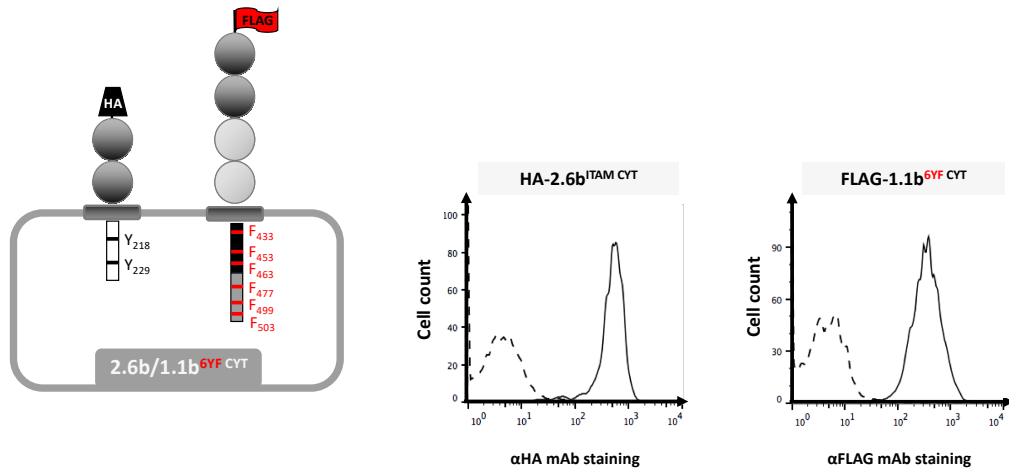 FLAG
HA
Y218
Y229
F433
F453
F463
F477
F499
F503
2.6b/1.1b6YF CYT
HA-2.6bITAM CYT
Cell count
100
80
60
40
20
0
10^0 10^1 10^2 10^3 10^4
αHA mAb staining
FLAG-1.1b6YF CYT
Cell count
90
60
30
0
10^0 10^1 10^2 10^3 10^4
αFLAG mAb staining